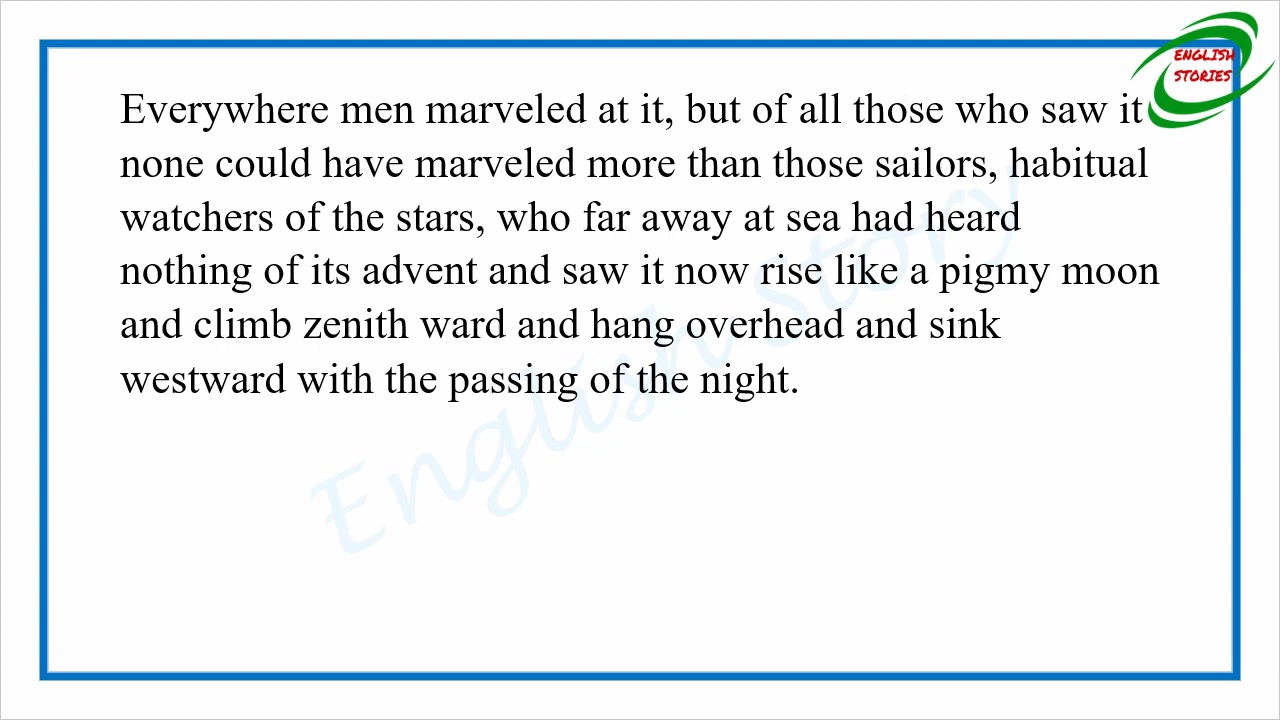 ENGLISH
STORIES
Everywhere men marveled at it, but of all those who saw it
none could have marveled more than those sailors, habitual
watchers of the stars, who far away at sea had heard
nothing of its advent and saw it now rise like a pigmy moon
and climb zenith ward and hang overhead and sink
westward with the passing of the night.
English Story